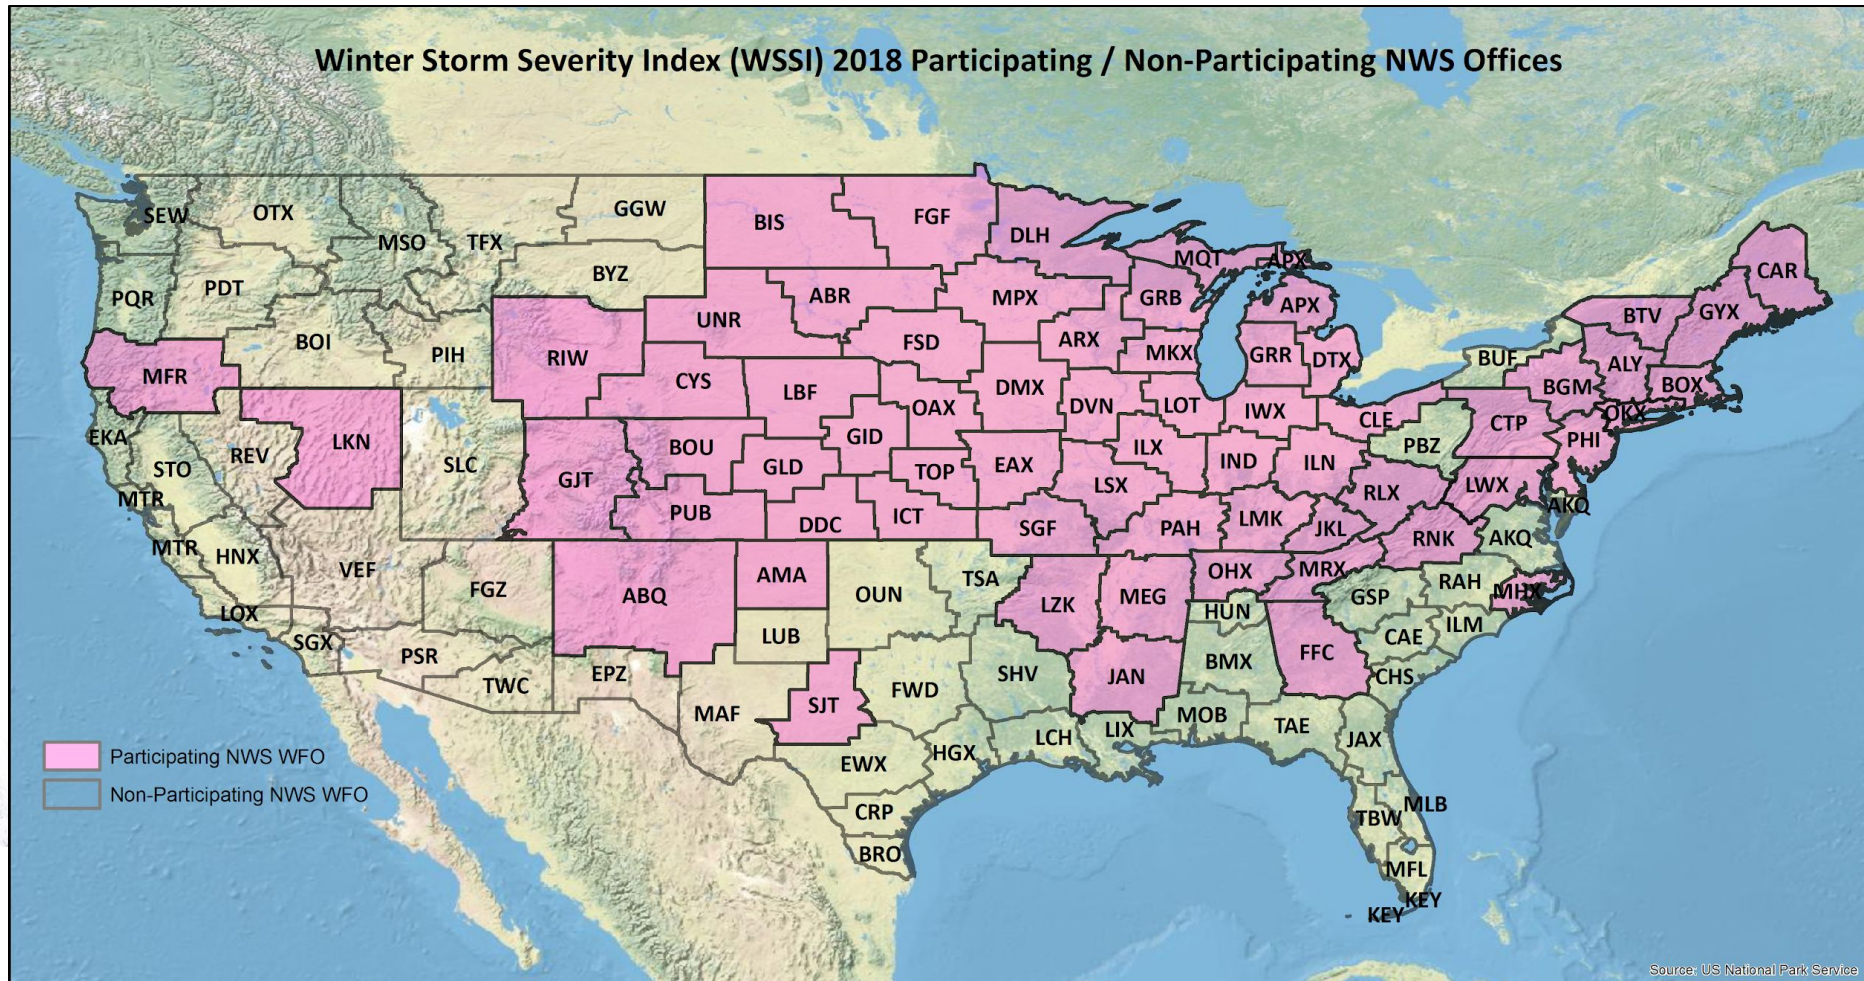 Winter Storm Severity Index (WSSI) 2018 Participating / Non-Participating NWS Offices
SEW
OTX
MSO
TFX
GGW
BIS
FGF
DLH
MQT
APX
CAR
PQR
PDT
BYZ
ABR
MPX
GRB
APX
BTV
GYX
BOI
PIH
RIW
UNR
FSD
ARX
MKX
GRR
DTX
BUF
ALY
MFR
CYS
LBF
OAX
DMX
DVN
LOT
IWX
CLE
BGM
BOX
EKA
REV
LKN
SLC
BOU
GID
ILX
IND
ILN
PBZ
CTP
PHI
OKX
STO
GJT
GLD
TOP
EAX
LSX
RLX
LWX
MTR
PUB
DDC
ICT
SGF
PAH
LMK
JKL
RNK
AKQ
AKQ
MTR
HNX
VEF
FGZ
ABQ
AMA
OUN
TSA
LZK
MEG
OHX
MRX
GSP
RAH
MHX
LOX
SGX
PSR
TWC
EPZ
LUB
HUN
CAE
ILM
MAF
SJT
FWD
SHV
JAN
BMX
FFC
CHS
EWX
HGX
LCH
LIX
MOB
TAE
JAX
CRP
BRO
TBW
MLB
MFL
KEY
KEY
Participating NWS WFO
Non-Participating NWS WFO
Source: US National Park Service